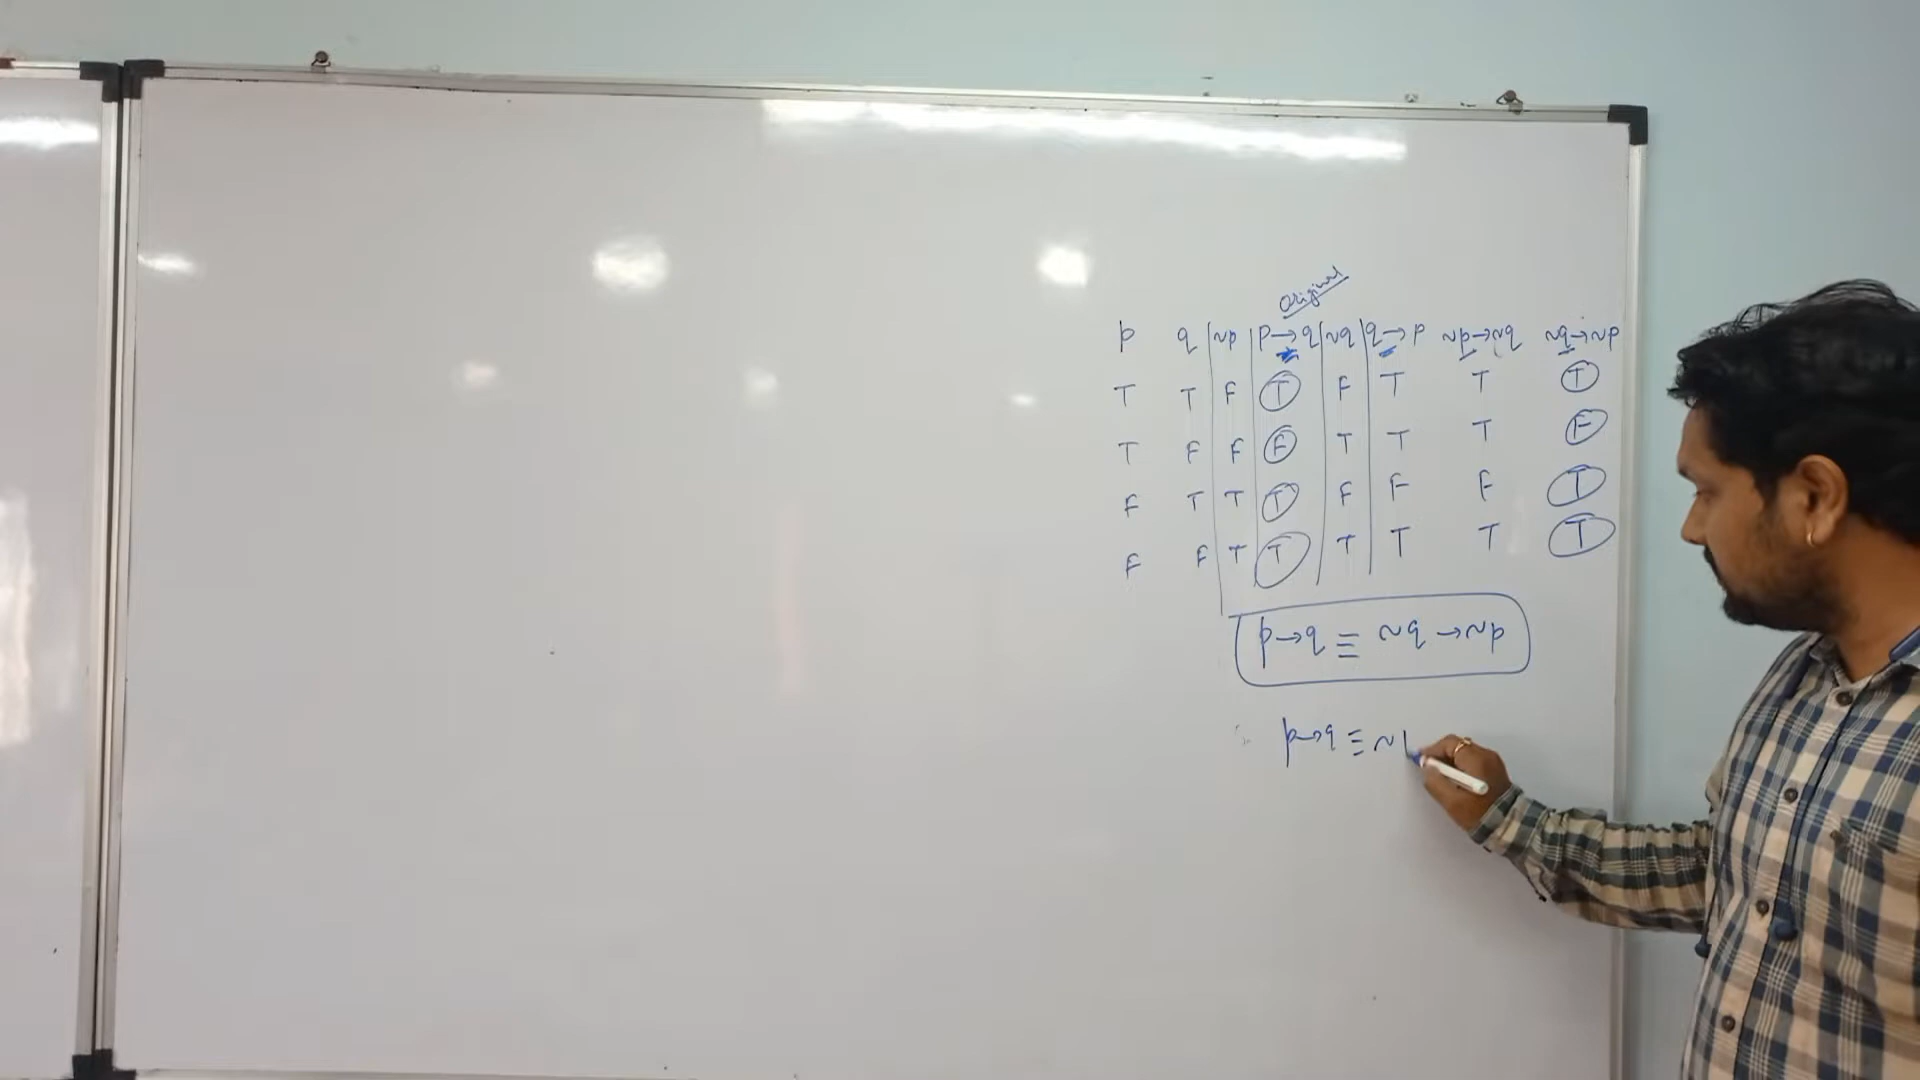 Original
p q ~p p→q ~q q→p ~p→~q ~q→~p
T T F T F T T T
T F F F T T T F
F T T T F F F T
F F T T T T T T
p→q ≡ ~q → ~p
p→q ≡ ~